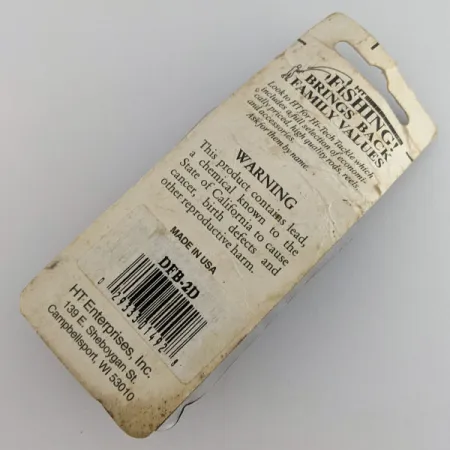 HT
FISHING!
BRINGS BACK
FAMILY VALUES
Look to HT for Hi-Tech Tackle which
includes a full selection of economi-
cally priced, high quality rods, reels,
and accessories.
Ask for them by name.
WARNING
This product contains lead,
a chemical known to the
State of California to cause
cancer, birth defects and
other reproductive harm.
MADE IN USA
DFB-2D
HT Enterprises, Inc.
139 E. Sheboygan St.
Campbellsport, WI 53010